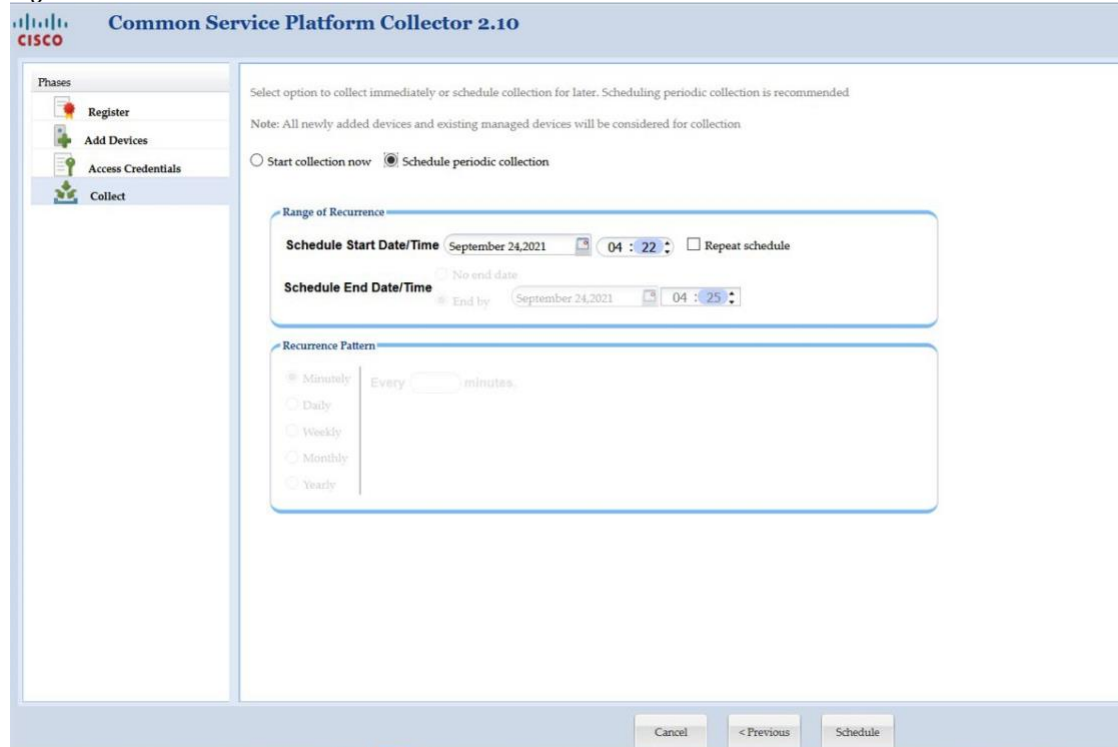 CISCO
Common Service Platform Collector 2.10
Phases
Register
Add Devices
Access Credentials
Collect
Select option to collect immediately or schedule collection for later. Scheduling periodic collection is recommended
Note: All newly added devices and existing managed devices will be considered for collection
Start collection now Schedule periodic collection
Range of Recurrence
Schedule Start Date/Time September 24,2021 04 : 22 Repeat schedule
No end date
Schedule End Date/Time
End by September 24,2021 04 : 25
Recurrence Pattern
Minutely Every minutes.
Daily
Weekly
Monthly
Yearly
Cancel < Previous Schedule